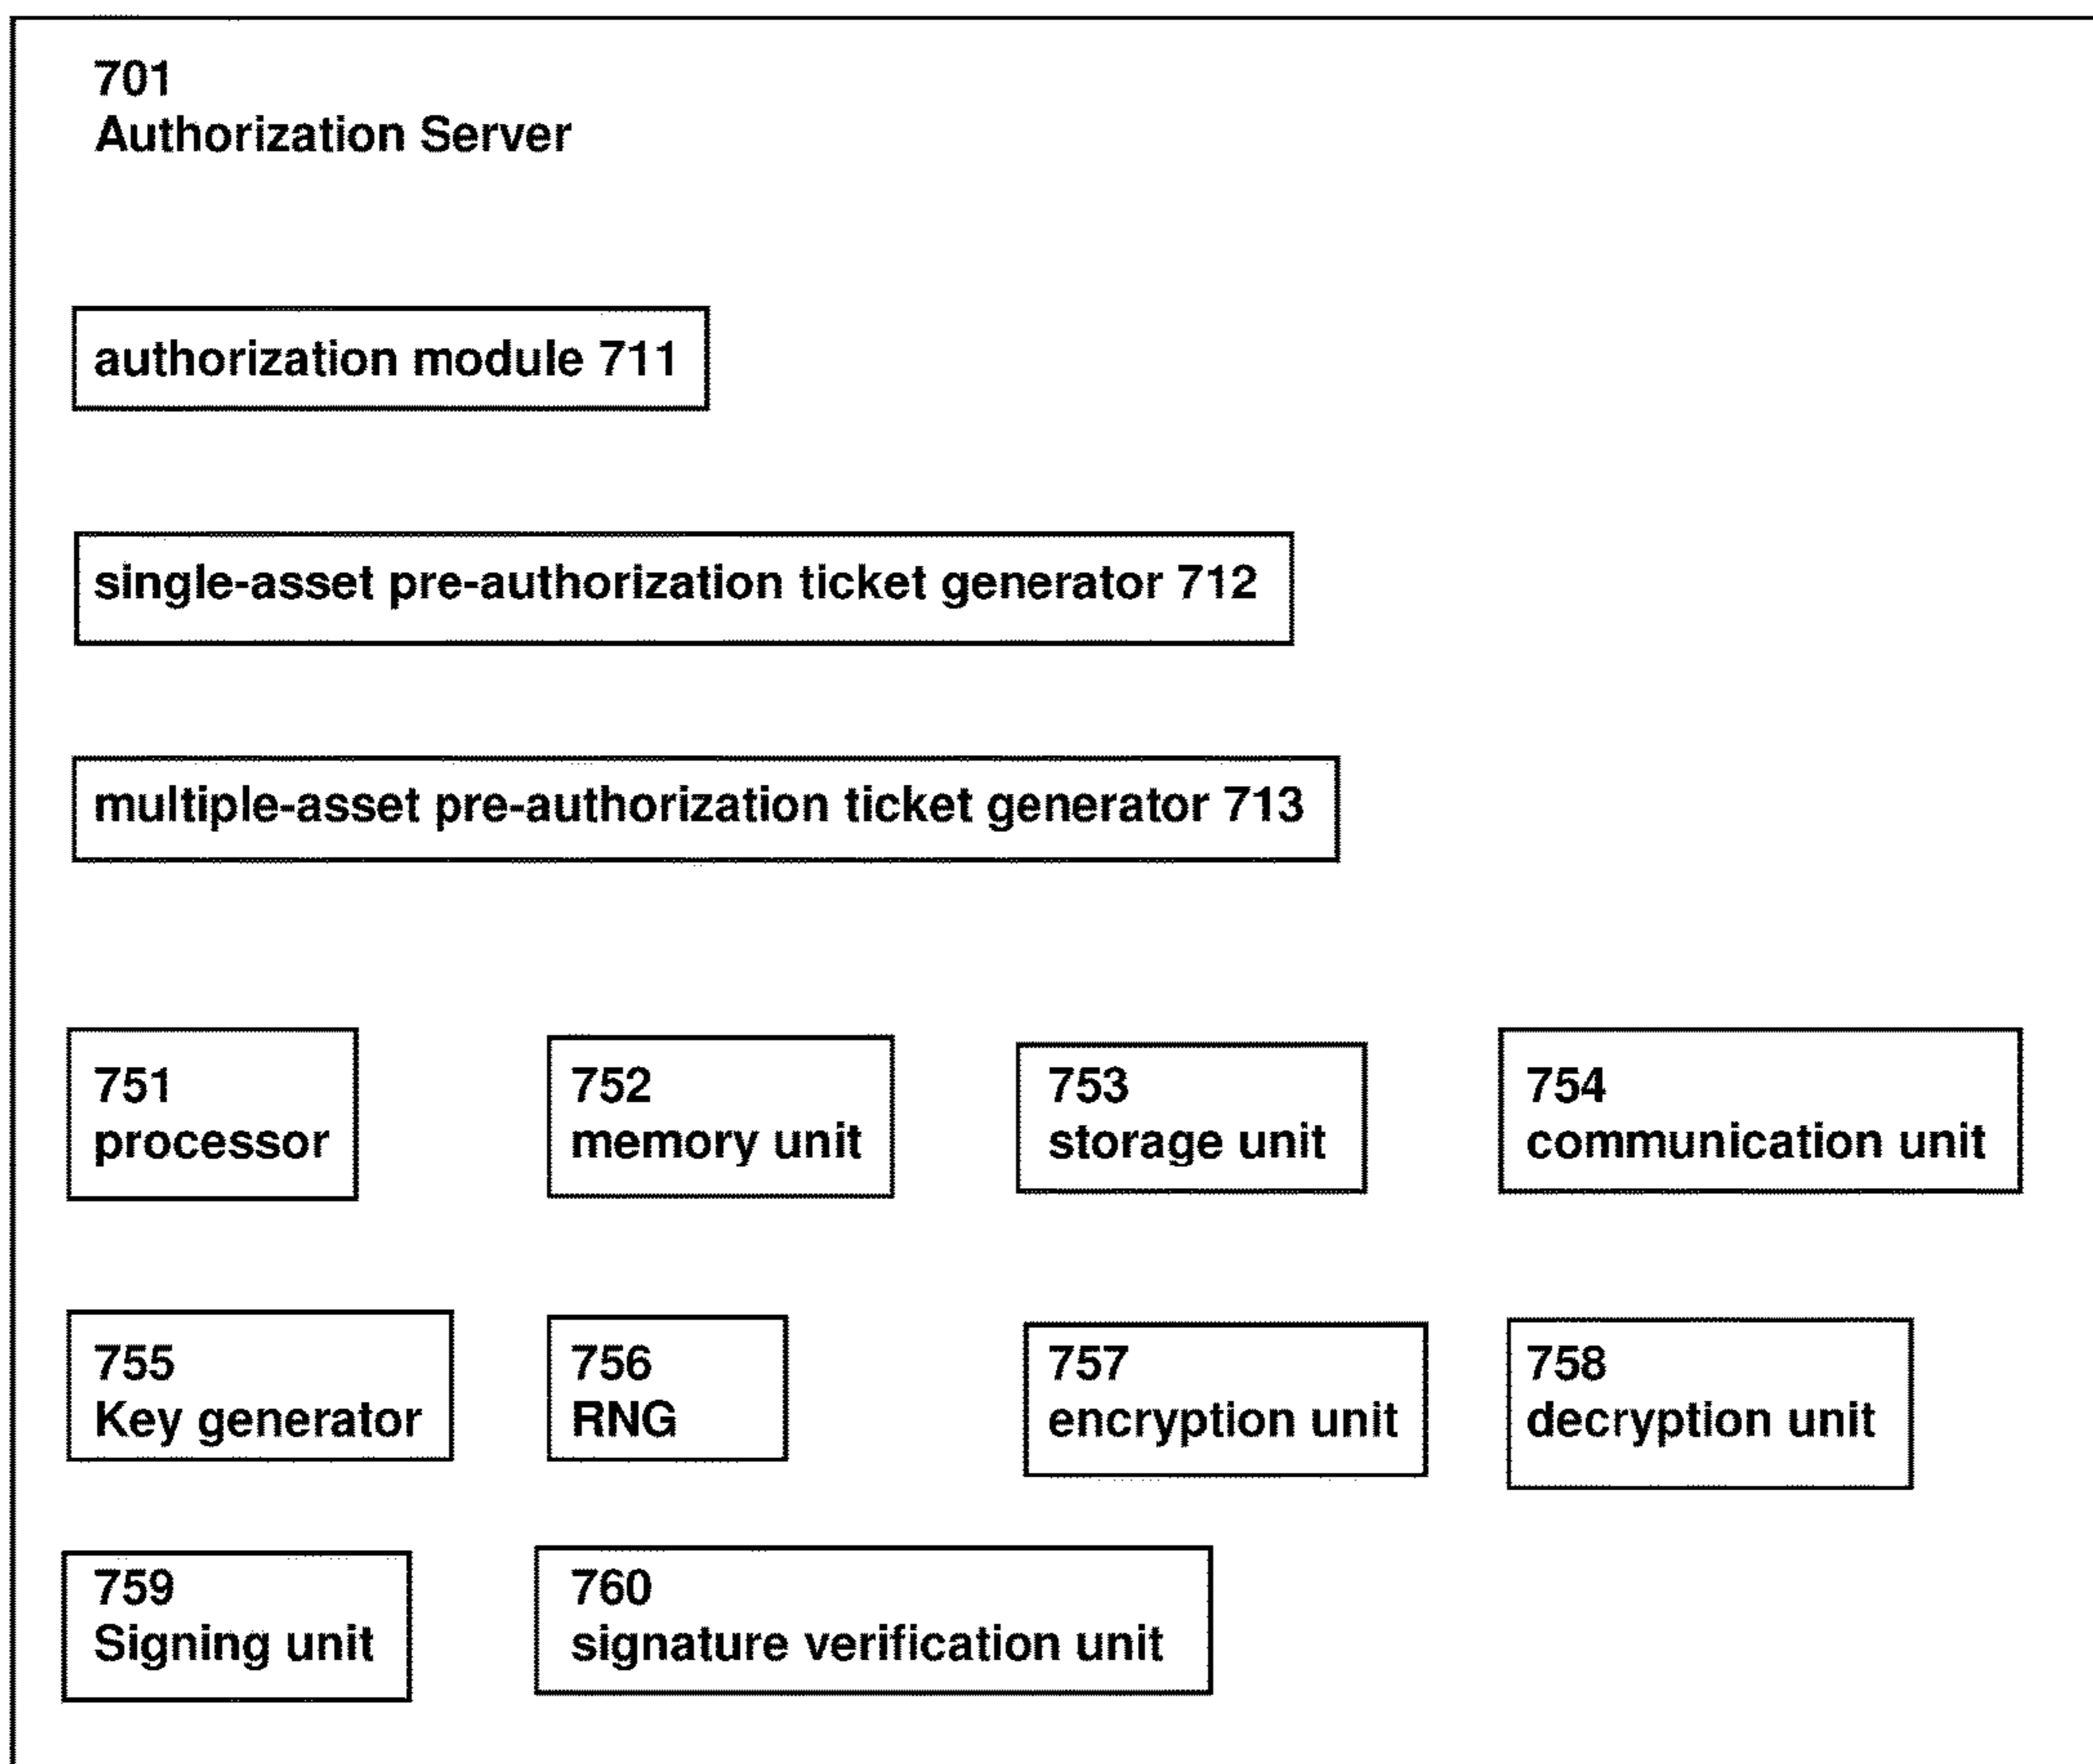 701
Authorization Server
authorization module 711
single-asset pre-authorization ticket generator 712
multiple-asset pre-authorization ticket generator 713
751
processor
752
memory unit
753
storage unit
754
communication unit
755
Key generator
756
RNG
757
encryption unit
758
decryption unit
759
Signing unit
760
signature verification unit